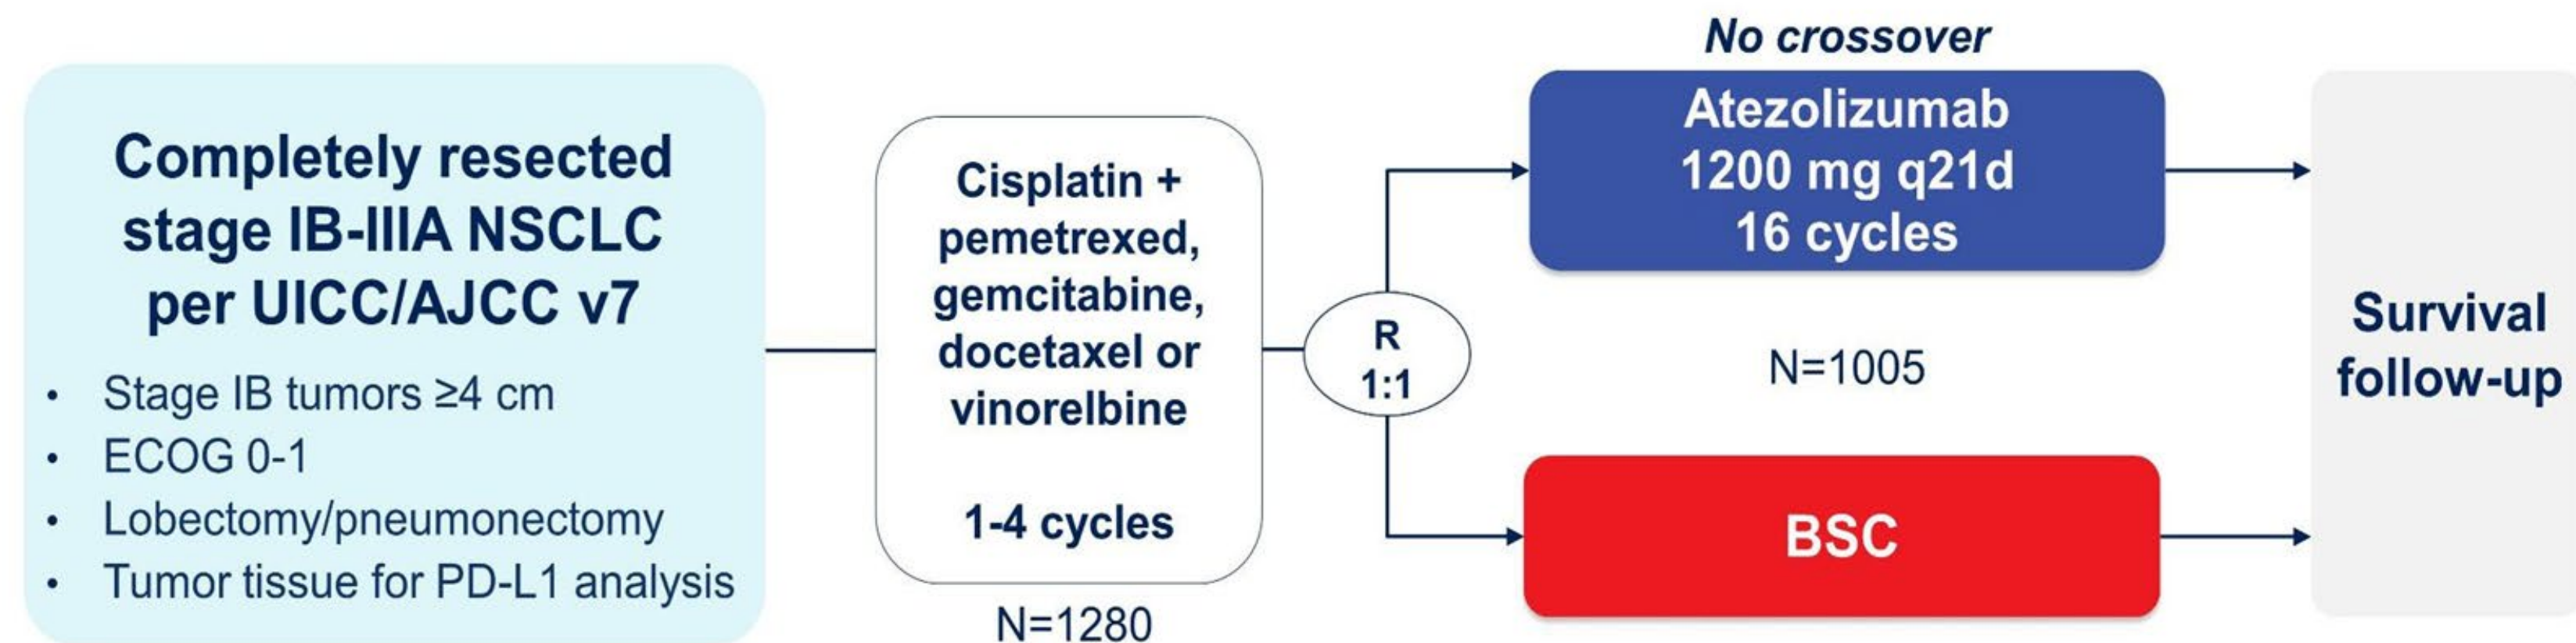 Completely resected
stage IB-IIIA NSCLC
per UICC/AJCC v7
• Stage IB tumors ≥4 cm
• ECOG 0-1
• Lobectomy/pneumonectomy
• Tumor tissue for PD-L1 analysis
Cisplatin +
pemetrexed,
gemcitabine,
docetaxel or
vinorelbine
1-4 cycles
N=1280
R
1:1
No crossover
Atezolizumab
1200 mg q21d
16 cycles
N=1005
BSC
Survival
follow-up